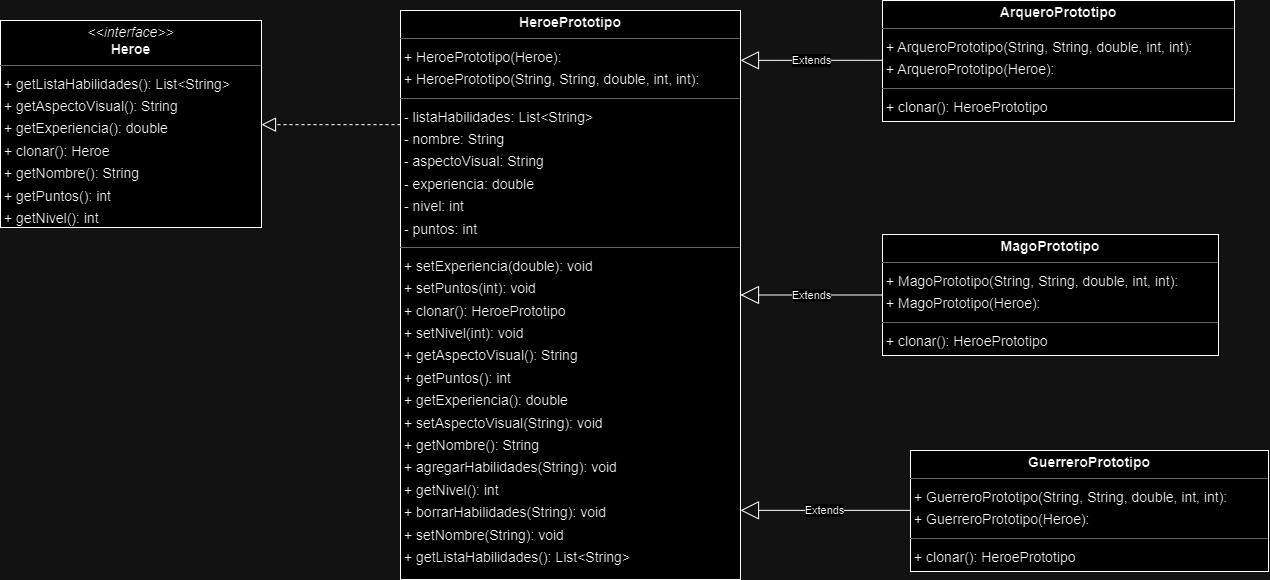 <<interface>>
Heroe
+ getListaHabilidades(): List<String>
+ getAspectoVisual(): String
+ getExperiencia(): double
+ clonar(): Heroe
+ getNombre(): String
+ getPuntos(): int
+ getNivel(): int
HeroePrototipo
+ HeroePrototipo(Heroe):
+ HeroePrototipo(String, String, double, int, int):
- listaHabilidades: List<String>
- nombre: String
- aspectoVisual: String
- experiencia: double
- nivel: int
- puntos: int
+ setExperiencia(double): void
+ setPuntos(int): void
+ clonar(): HeroePrototipo
+ setNivel(int): void
+ getAspectoVisual(): String
+ getPuntos(): int
+ getExperiencia(): double
+ setAspectoVisual(String): void
+ getNombre(): String
+ agregarHabilidades(String): void
+ getNivel(): int
+ borrarHabilidades(String): void
+ setNombre(String): void
+ getListaHabilidades(): List<String>
Extends
ArqueroPrototipo
+ ArqueroPrototipo(String, String, double, int, int):
+ ArqueroPrototipo(Heroe):
+ clonar(): HeroePrototipo
Extends
MagoPrototipo
+ MagoPrototipo(String, String, double, int, int):
+ MagoPrototipo(Heroe):
+ clonar(): HeroePrototipo
Extends
GuerreroPrototipo
+ GuerreroPrototipo(String, String, double, int, int):
+ GuerreroPrototipo(Heroe):
+ clonar(): HeroePrototipo